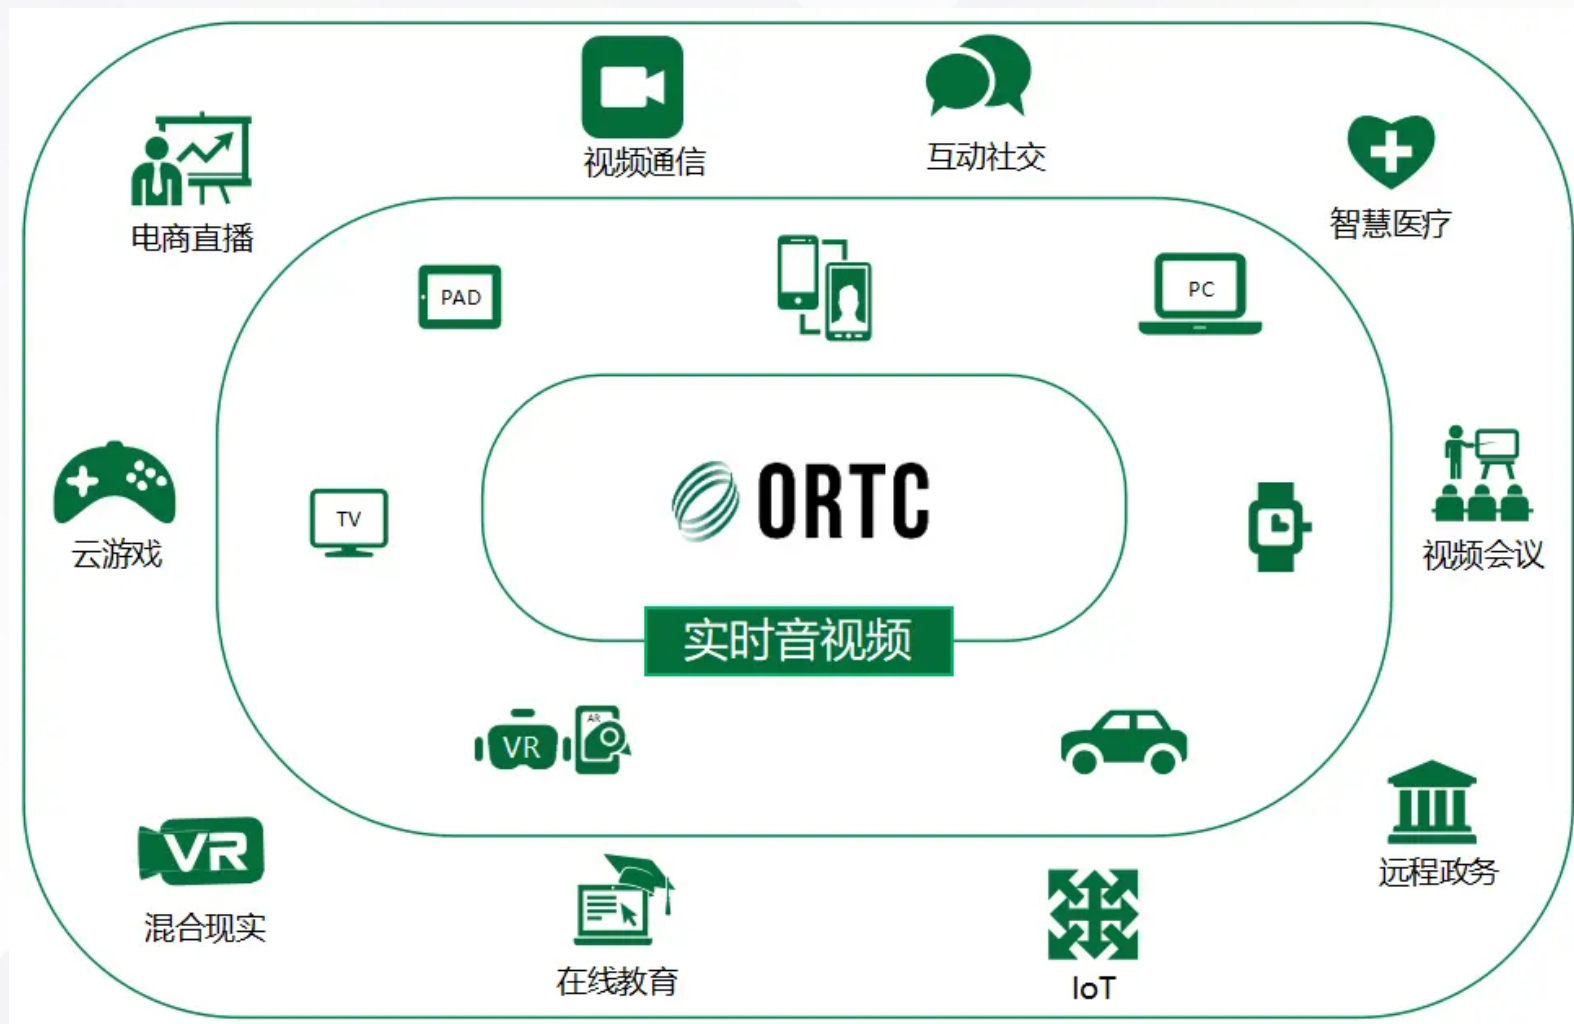 视频通信
互动社交
电商直播
智慧医疗
PAD
PC
TV
ORTC
云游戏
视频会议
实时音视频
VR
AR
VR
混合现实
远程政务
在线教育
IoT